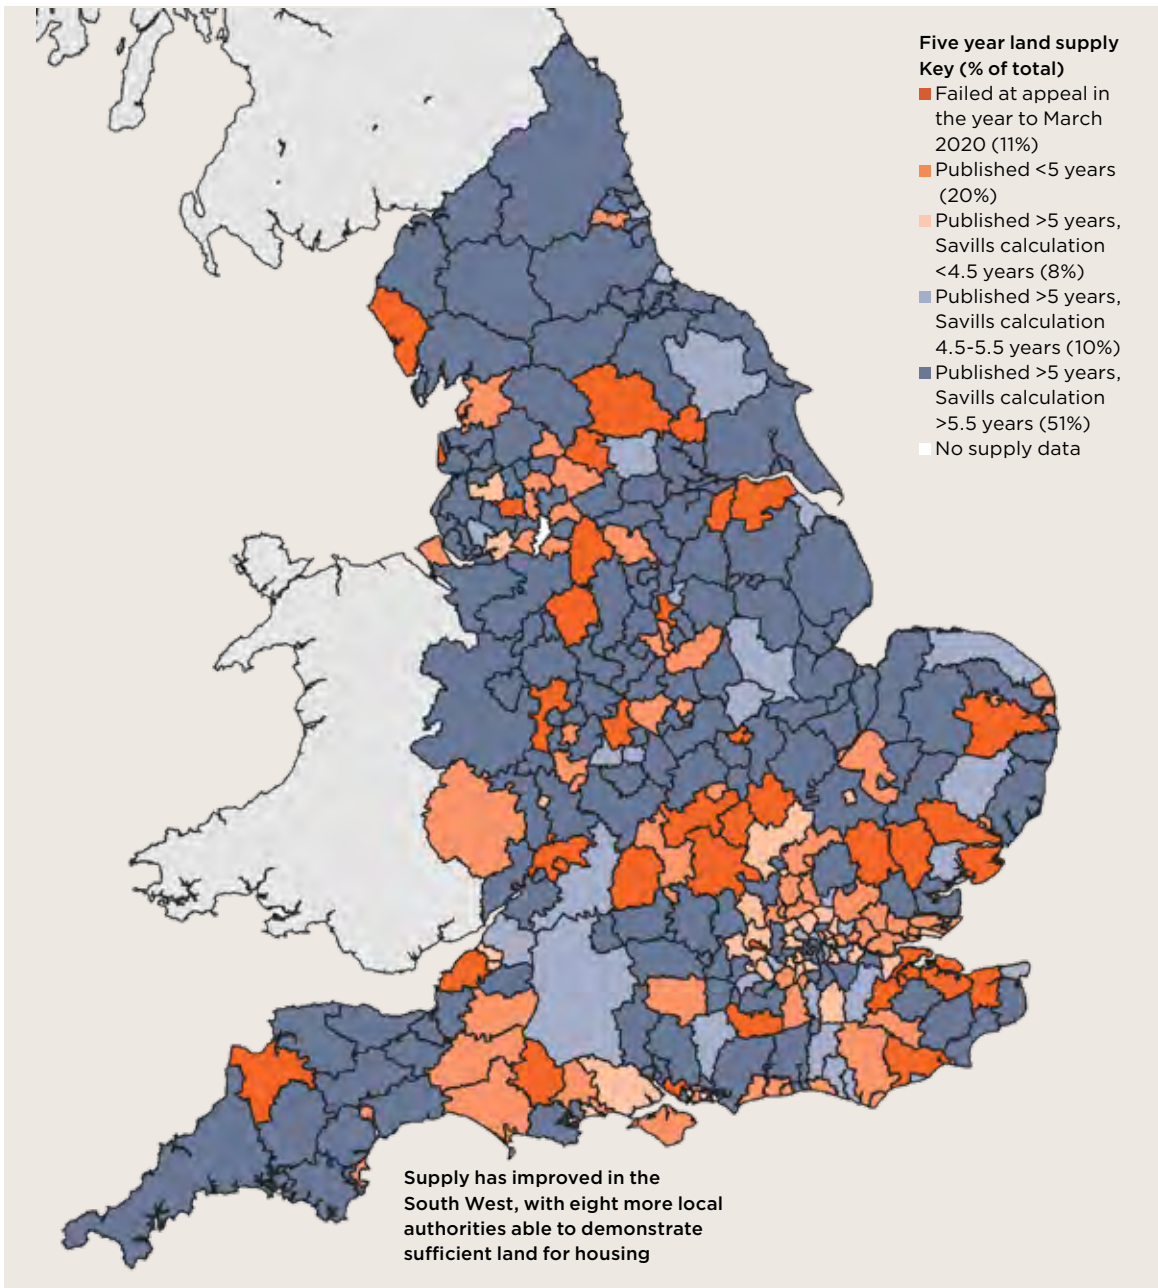 Five year land supply
Key (% of total)
Failed at appeal in
the year to March
2020 (11%)
Published <5 years
(20%)
Published >5 years,
Savills calculation
<4.5 years (8%)
Published >5 years,
Savills calculation
4.5-5.5 years (10%)
Published >5 years,
Savills calculation
>5.5 years (51%)
No supply data
Supply has improved in the
South West, with eight more local
authorities able to demonstrate
sufficient land for housing